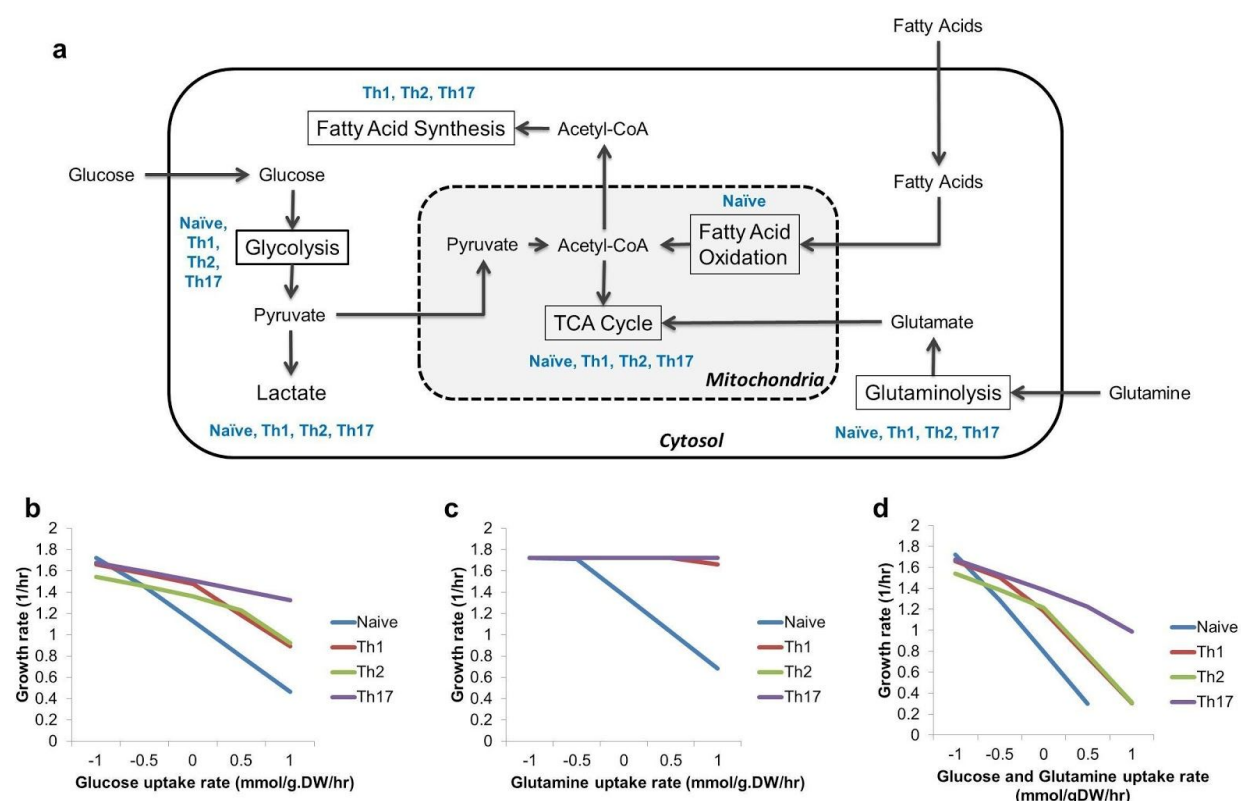 a
Fatty Acids
Th1, Th2, Th17
Fatty Acid Synthesis
Acetyl-CoA
Glucose
Glucose
Fatty Acids
Naïve,
Th1,
Th2,
Th17
Glycolysis
Naïve
Pyruvate
Acetyl-CoA
Fatty Acid
Oxidation
Pyruvate
TCA Cycle
Glutamate
Naïve, Th1, Th2, Th17
Mitochondria
Lactate
Glutaminolysis
Glutamine
Naïve, Th1, Th2, Th17
Cytosol
Naïve, Th1, Th2, Th17
b
2
1.8
1.6
1.4
1.2
1
0.8
0.6
0.4
0.2
0
Growth rate (1/hr)
-1 -0.5 0 0.5 1
Glucose uptake rate (mmol/g.DW/hr)
Naive
Th1
Th2
Th17
c
2
1.8
1.6
1.4
1.2
1
0.8
0.6
0.4
0.2
0
Growth rate (1/hr)
-1 -0.5 0 0.5 1
Glutamine uptake rate (mmol/g.DW/hr)
Naive
Th1
Th2
Th17
d
2
1.8
1.6
1.4
1.2
1
0.8
0.6
0.4
0.2
0
Growth rate (1/hr)
-1 -0.5 0 0.5 1
Glucose and Glutamine uptake rate
(mmol/gDW/hr)
Naive
Th1
Th2
Th17